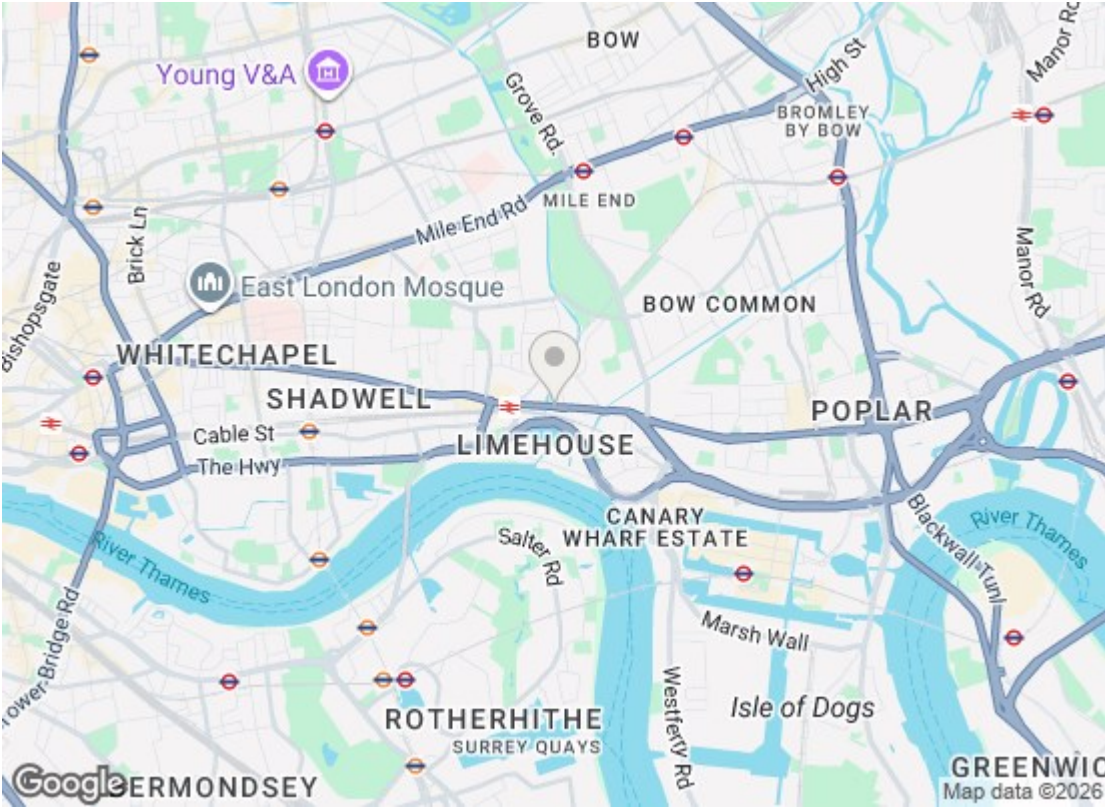 BOW
High St
Manor Rd
Young V&A
Grove Rd.
BROMLEY
BY BOW
MILE END
Mile End Rd
Brick Ln
Bishopsgate
East London Mosque
BOW COMMON
Manor Rd
WHITECHAPEL
SHADWELL
POPLAR
Cable St
LIMEHOUSE
The Hwy
CANARY
WHARF ESTATE
River Thames
Salter Rd
Blackwall Tunl
River Thames
Tower Bridge Rd
Marsh Wall
Westferry Rd
Isle of Dogs
ROTHERHITHE
SURREY QUAYS
GREENWIC
Google
BERMONDSEY
Map data ©2026